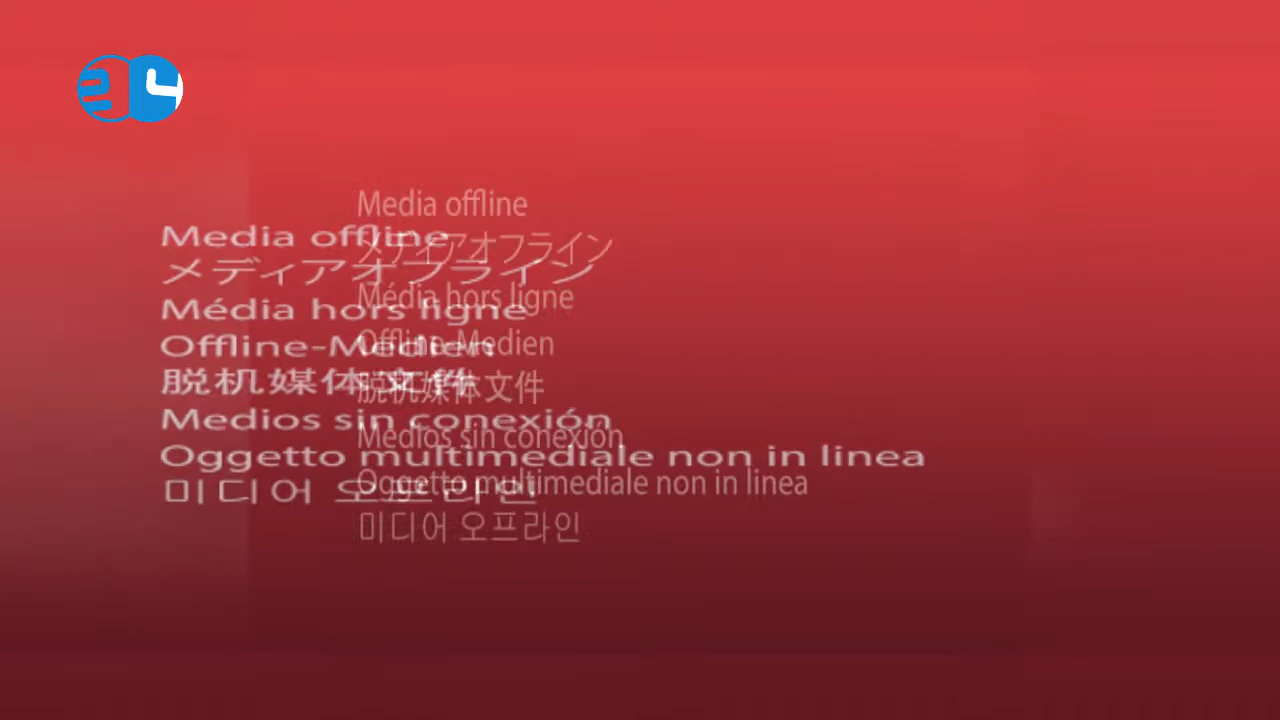 24
Media offline
メディアオフライン
Média hors ligne
Offline-Medien
脱机媒体文件
Medios sin conexión
Oggetto multimediale non in linea
미디어 오프라인
Media offline
メディアオフライン
Média hors ligne
Offline-Medien
脱机媒体文件
Medios sin conexión
Oggetto multimediale non in linea
미디어 오프라인